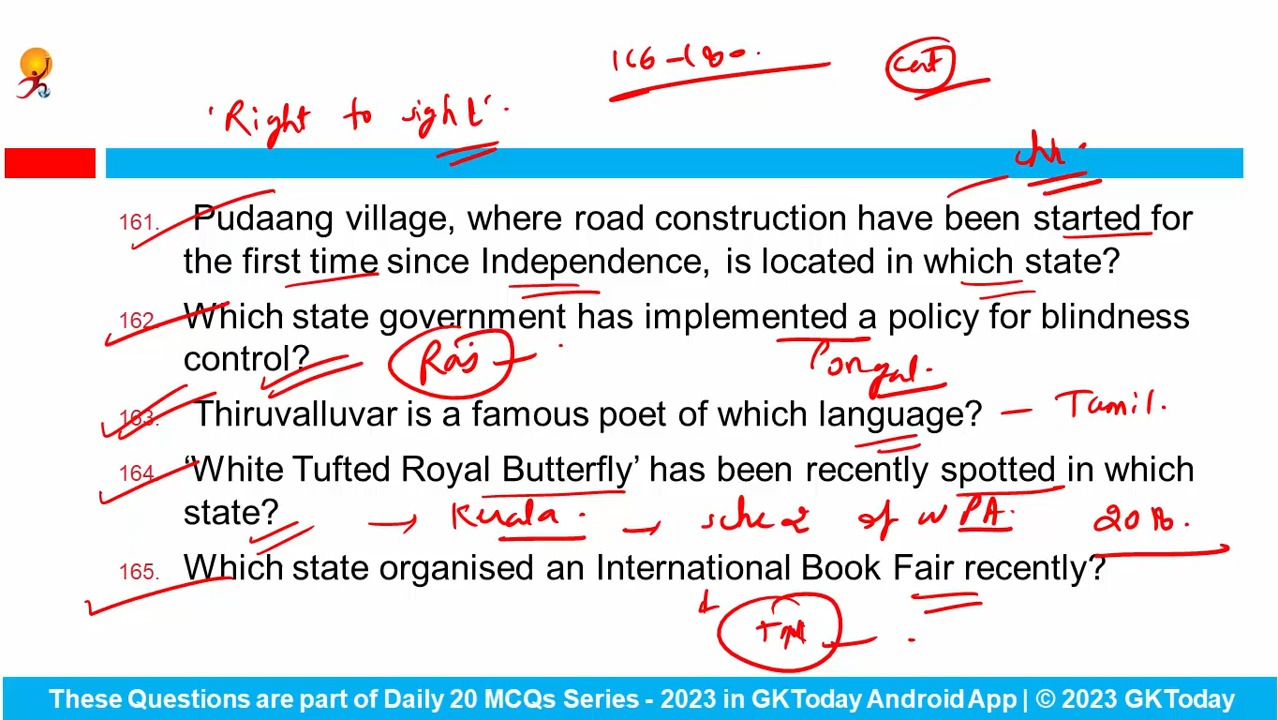 166-180.
cert
'Right to sight'.
161. Pudaang village, where road construction have been started for
the first time since Independence, is located in which state?
162. Which state government has implemented a policy for blindness
control?
Raj
Pongal.
163. Thiruvalluvar is a famous poet of which language? - Tamil.
164. 'White Tufted Royal Butterfly' has been recently spotted in which
state? → Kerala. → sche 2 of WPA.
165. Which state organised an International Book Fair recently?
These Questions are part of Daily 20 MCQs Series - 2023 in GKToday Android App | © 2023 GKToday